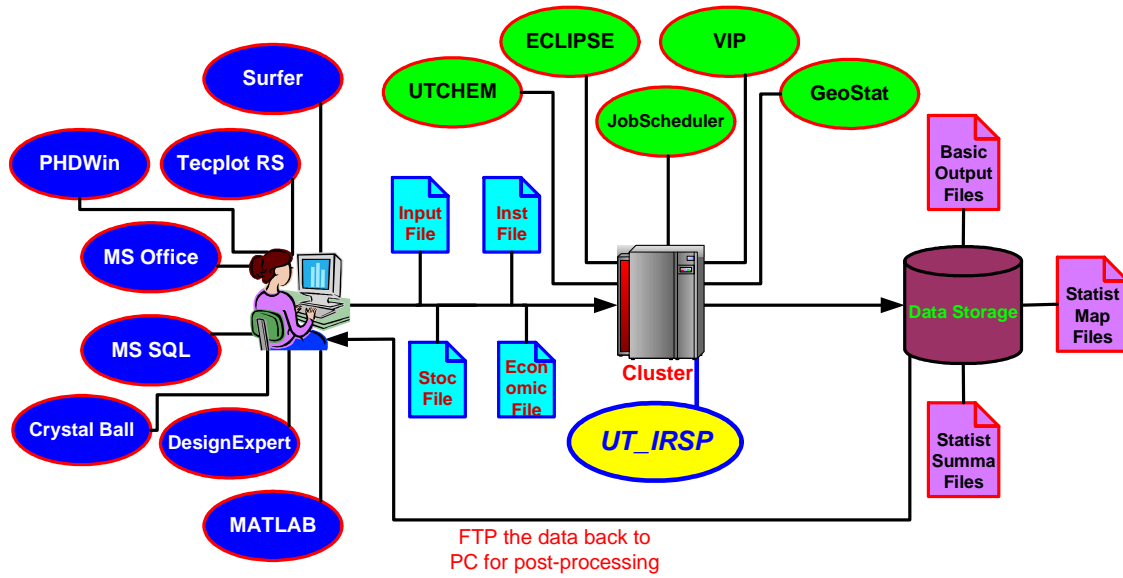 ECLIPSE
VIP
Surfer
UTCHEM
GeoStat
JobScheduler
PHDWin
Tecplot RS
Basic
Output
Files
Input
File
Inst
File
MS Office
Data Storage
Statist
Map
Files
MS SQL
Stoc
File
Econ
omic
File
Cluster
Crystal Ball
DesignExpert
UT_IRSP
Statist
Summa
Files
MATLAB
FTP the data back to
PC for post-processing